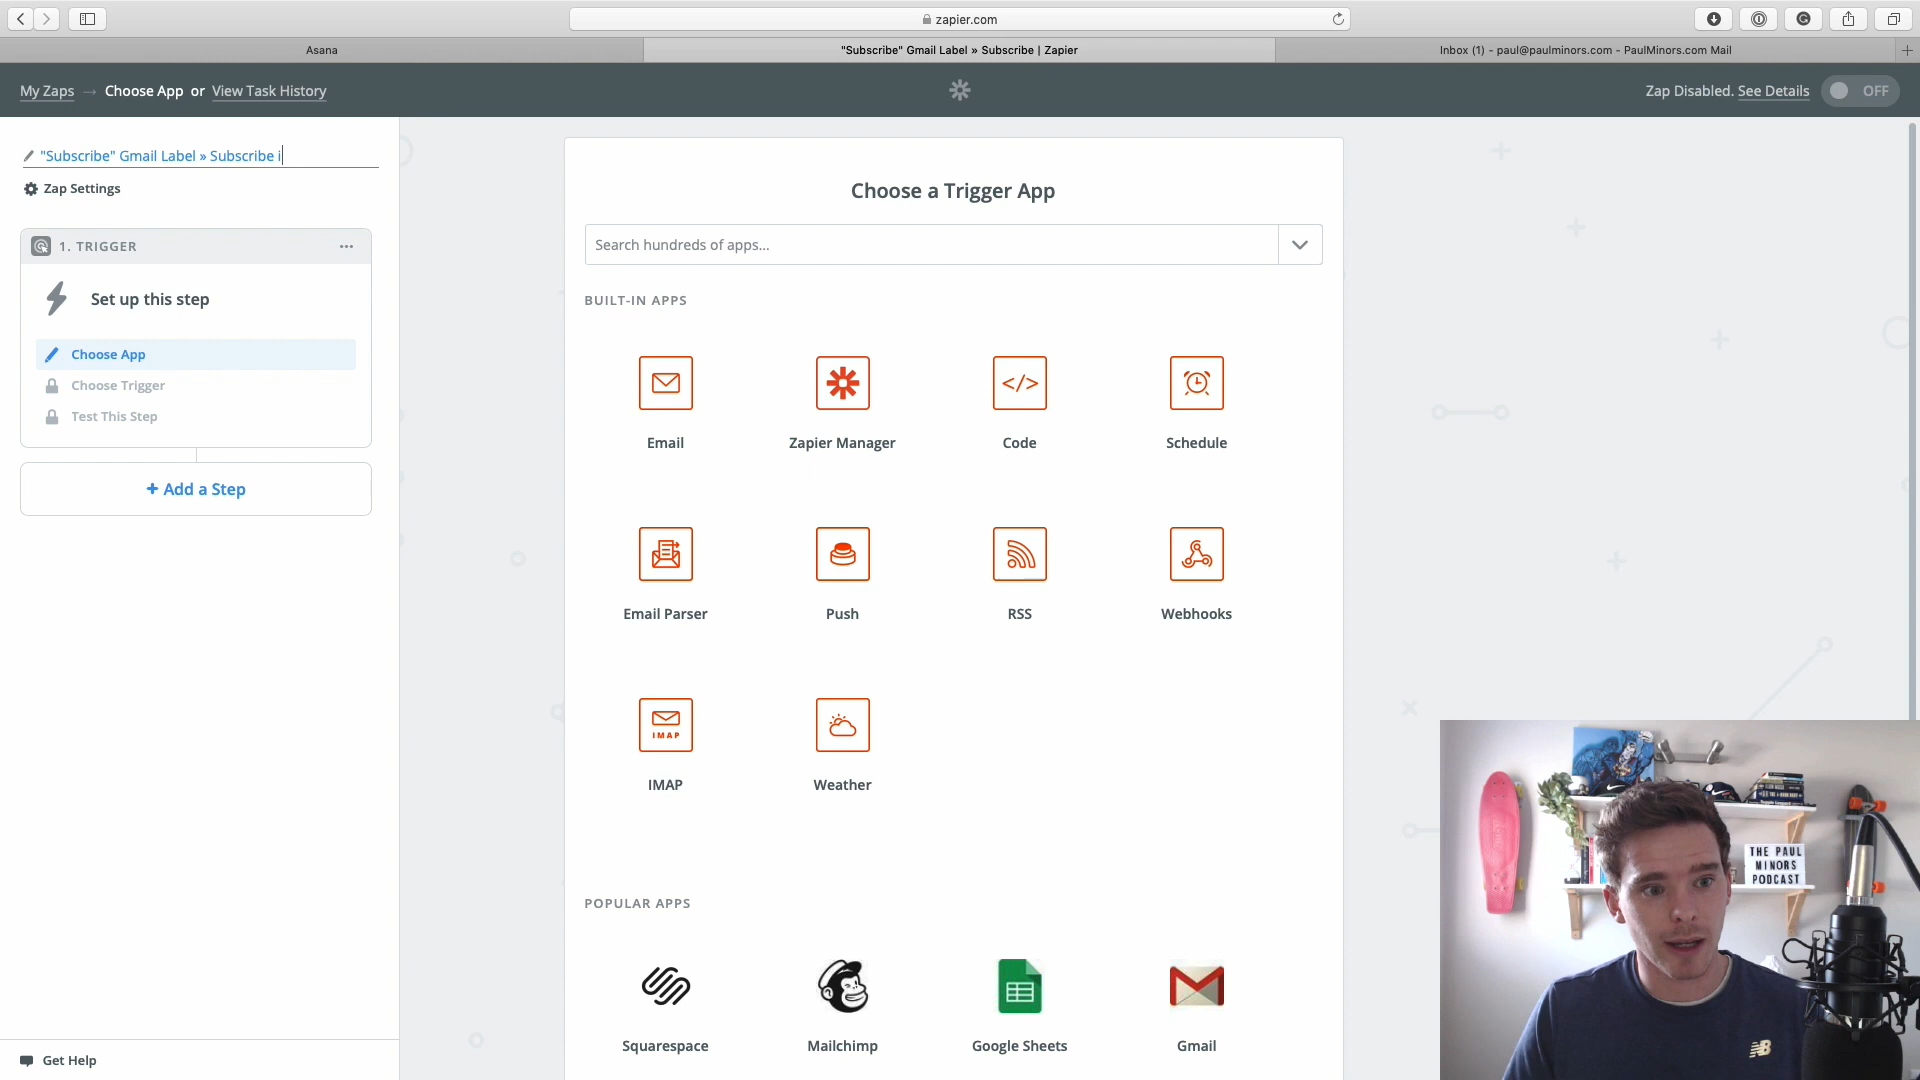 zapier.com
Asana
"Subscribe" Gmail Label » Subscribe | Zapier
Inbox (1) - paul@paulminors.com - PaulMinors.com Mail
My Zaps → Choose App or View Task History
Zap Disabled. See Details
OFF
"Subscribe" Gmail Label » Subscribe i
Zap Settings
1. TRIGGER
Set up this step
Choose App
Choose Trigger
Test This Step
+ Add a Step
Get Help
Choose a Trigger App
Search hundreds of apps...
BUILT-IN APPS
Email
Zapier Manager
</>
Code
Schedule
Email Parser
Push
RSS
Webhooks
IMAP
IMAP
Weather
POPULAR APPS
Squarespace
Mailchimp
Google Sheets
Gmail
THE PAUL
MINORS
PODCAST